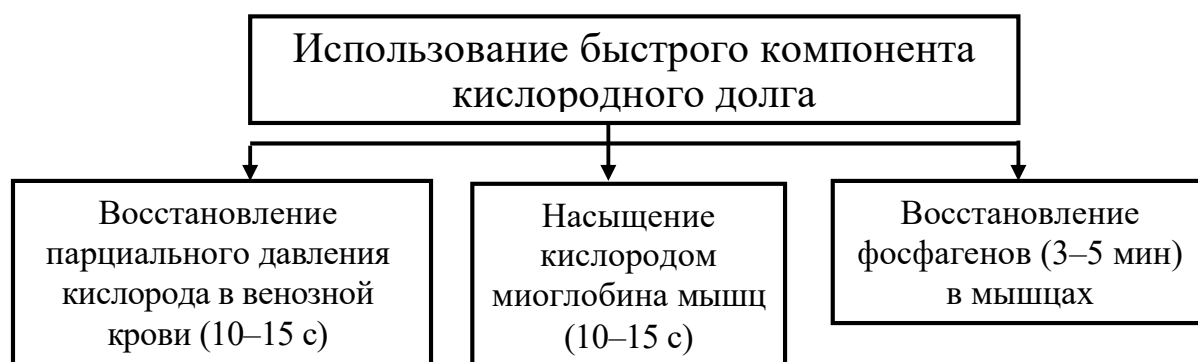 Использование быстрого компонента
кислородного долга
Восстановление
парциального давления
кислорода в венозной
крови (10–15 с)
Насыщение
кислородом
миоглобина мышц
(10–15 с)
Восстановление
фосфагенов (3–5 мин)
в мышцах